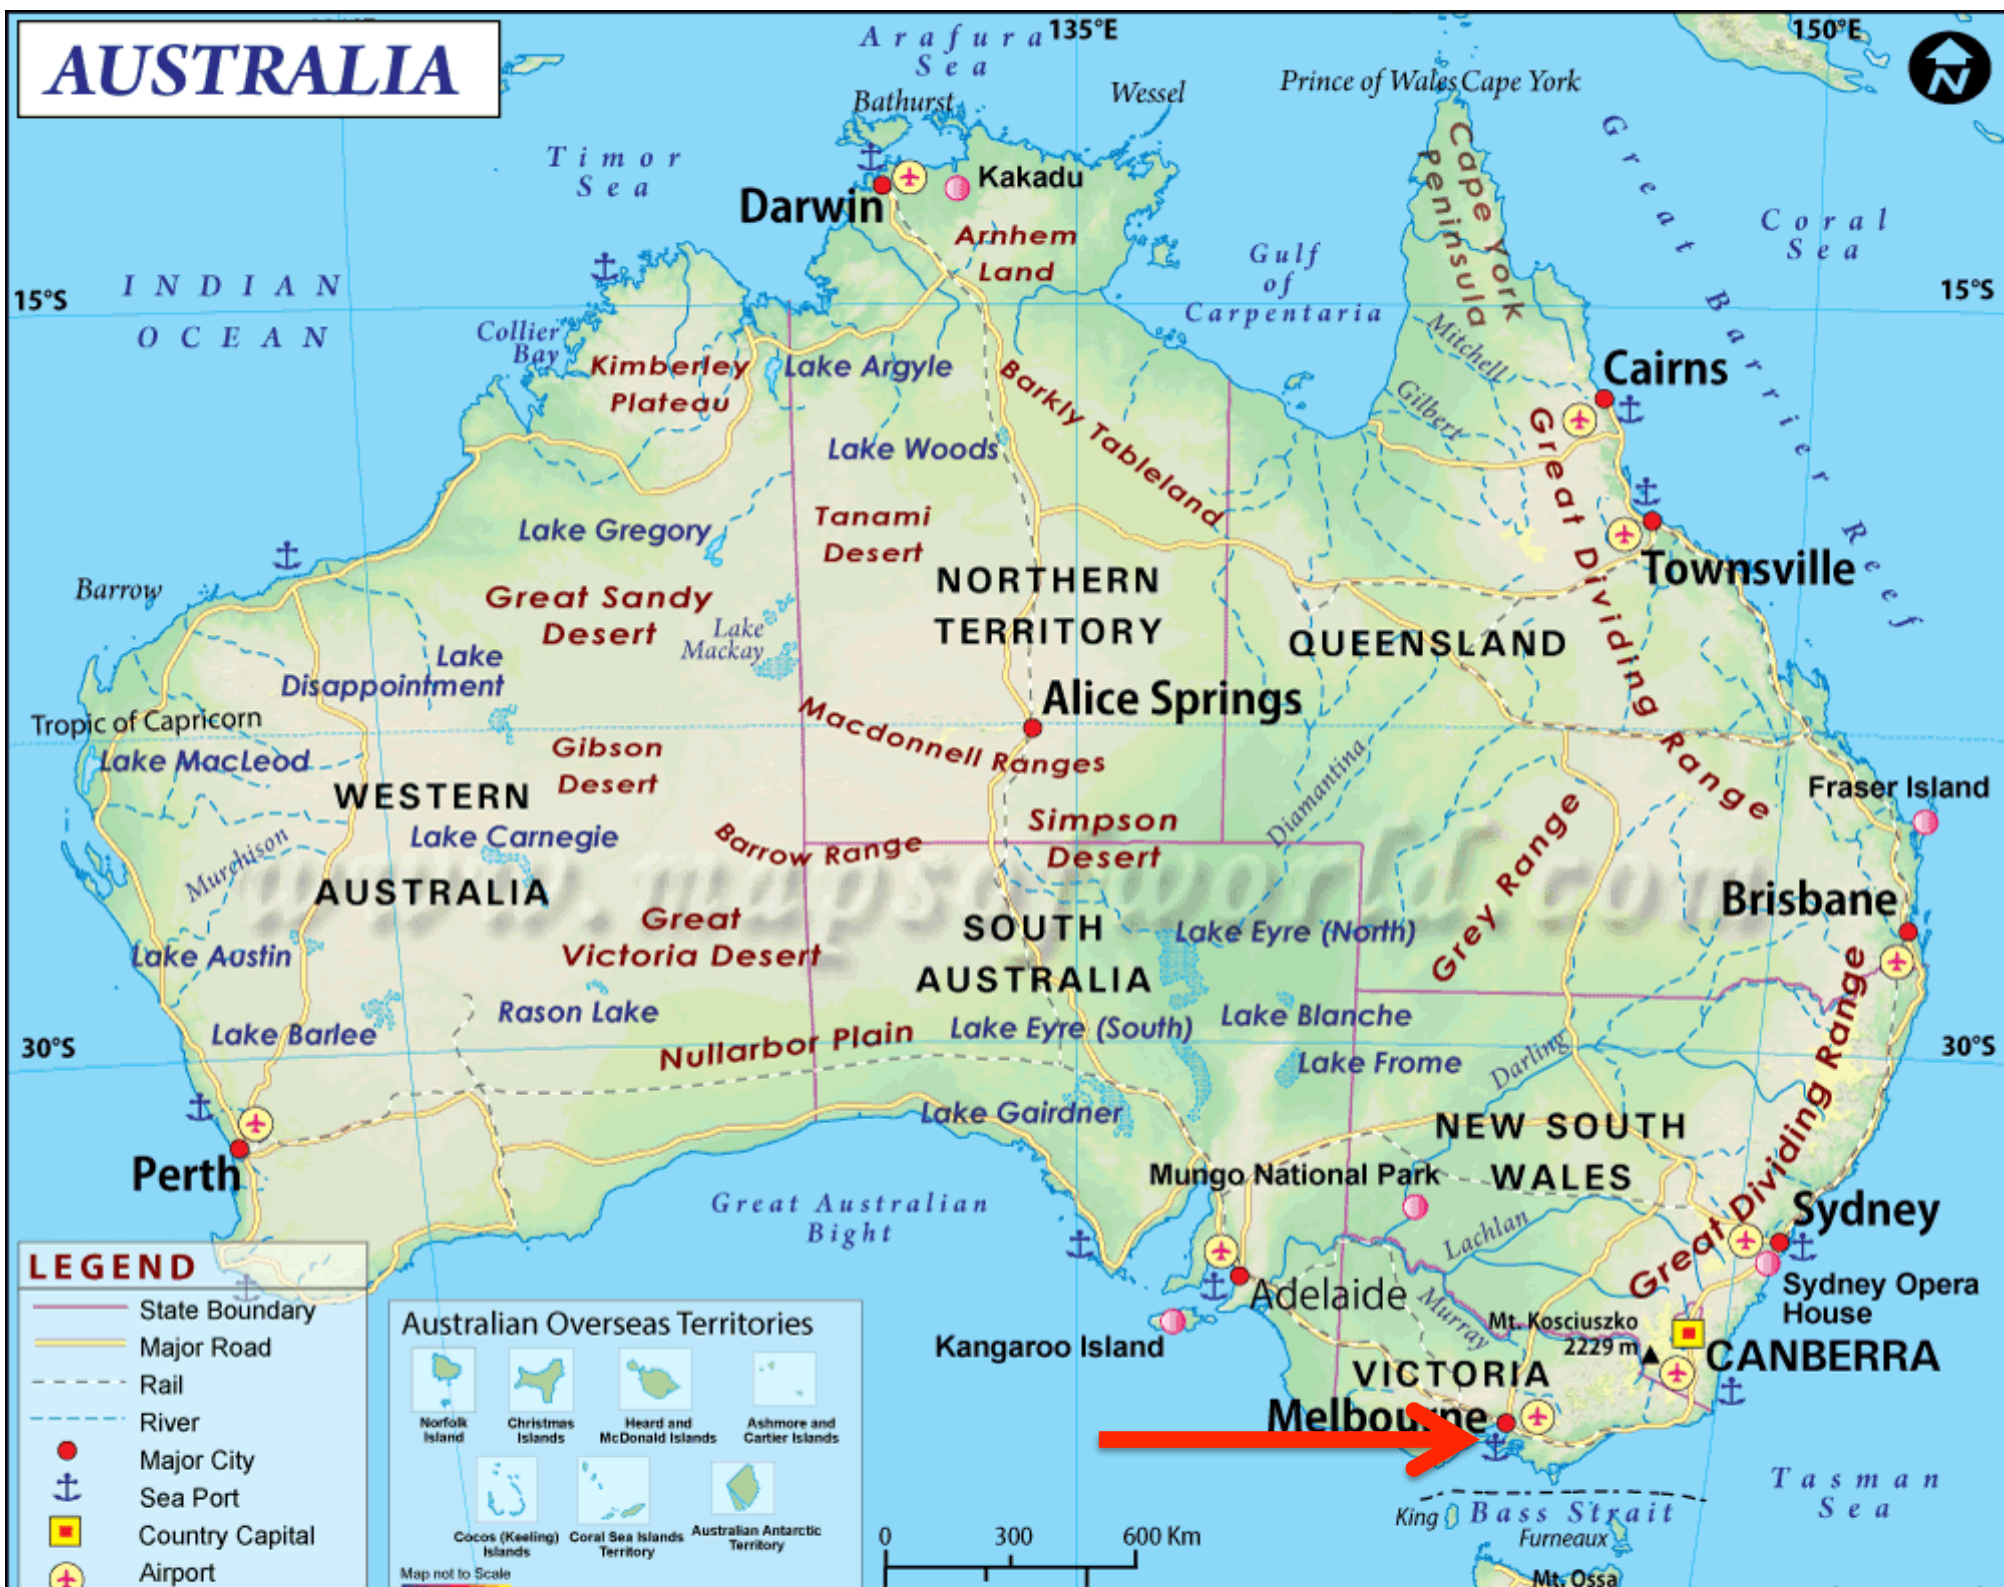 AUSTRALIA
135°E
150°E
N
Arafura
Sea
Bathurst
Wessel
Prince of Wales
Cape York
Timor
Sea
Kakadu
Darwin
Arnhem
Land
Cape York
Peninsula
Great Barrier Reef
Coral
Sea
Gulf
of
Carpentaria
INDIAN
OCEAN
15°S
15°S
Collier
Bay
Kimberley
Plateau
Lake Argyle
Barkly Tableland
Mitchell
Gilbert
Cairns
Lake Woods
Great Dividing Range
Lake Gregory
Tanami
Desert
Townsville
Barrow
Great Sandy
Desert
Lake
Mackay
NORTHERN
TERRITORY
QUEENSLAND
Lake
Disappointment
Alice Springs
Tropic of Capricorn
Macdonnell Ranges
Lake MacLeod
Gibson
Desert
Diamantina
Fraser Island
WESTERN
AUSTRALIA
Lake Carnegie
Murchison
Barrow Range
Simpson
Desert
Grey Range
www.mapsofworld.com
Brisbane
Great
Victoria Desert
SOUTH
AUSTRALIA
Lake Eyre (North)
Lake Austin
Rason Lake
Lake Barlee
Nullarbor Plain
Lake Eyre (South)
Lake Blanche
Lake Frome
Darling
Great Dividing Range
30°S
30°S
Lake Gairdner
NEW SOUTH
WALES
Perth
Mungo National Park
Great Australian
Bight
Lachlan
Sydney
Sydney Opera
House
Adelaide
Murray
Mt. Kosciuszko
2229 m
CANBERRA
Kangaroo Island
VICTORIA
Melbourne
Tasman
Sea
King
Bass Strait
Furneaux
Mt. Ossa
LEGEND
State Boundary
Major Road
Rail
River
Major City
Sea Port
Country Capital
Airport
Australian Overseas Territories
Norfolk
Island
Christmas
Islands
Heard and
McDonald Islands
Ashmore and
Cartier Islands
Cocos (Keeling)
Islands
Coral Sea Islands
Territory
Australian Antarctic
Territory
Map not to Scale
0 300 600 Km